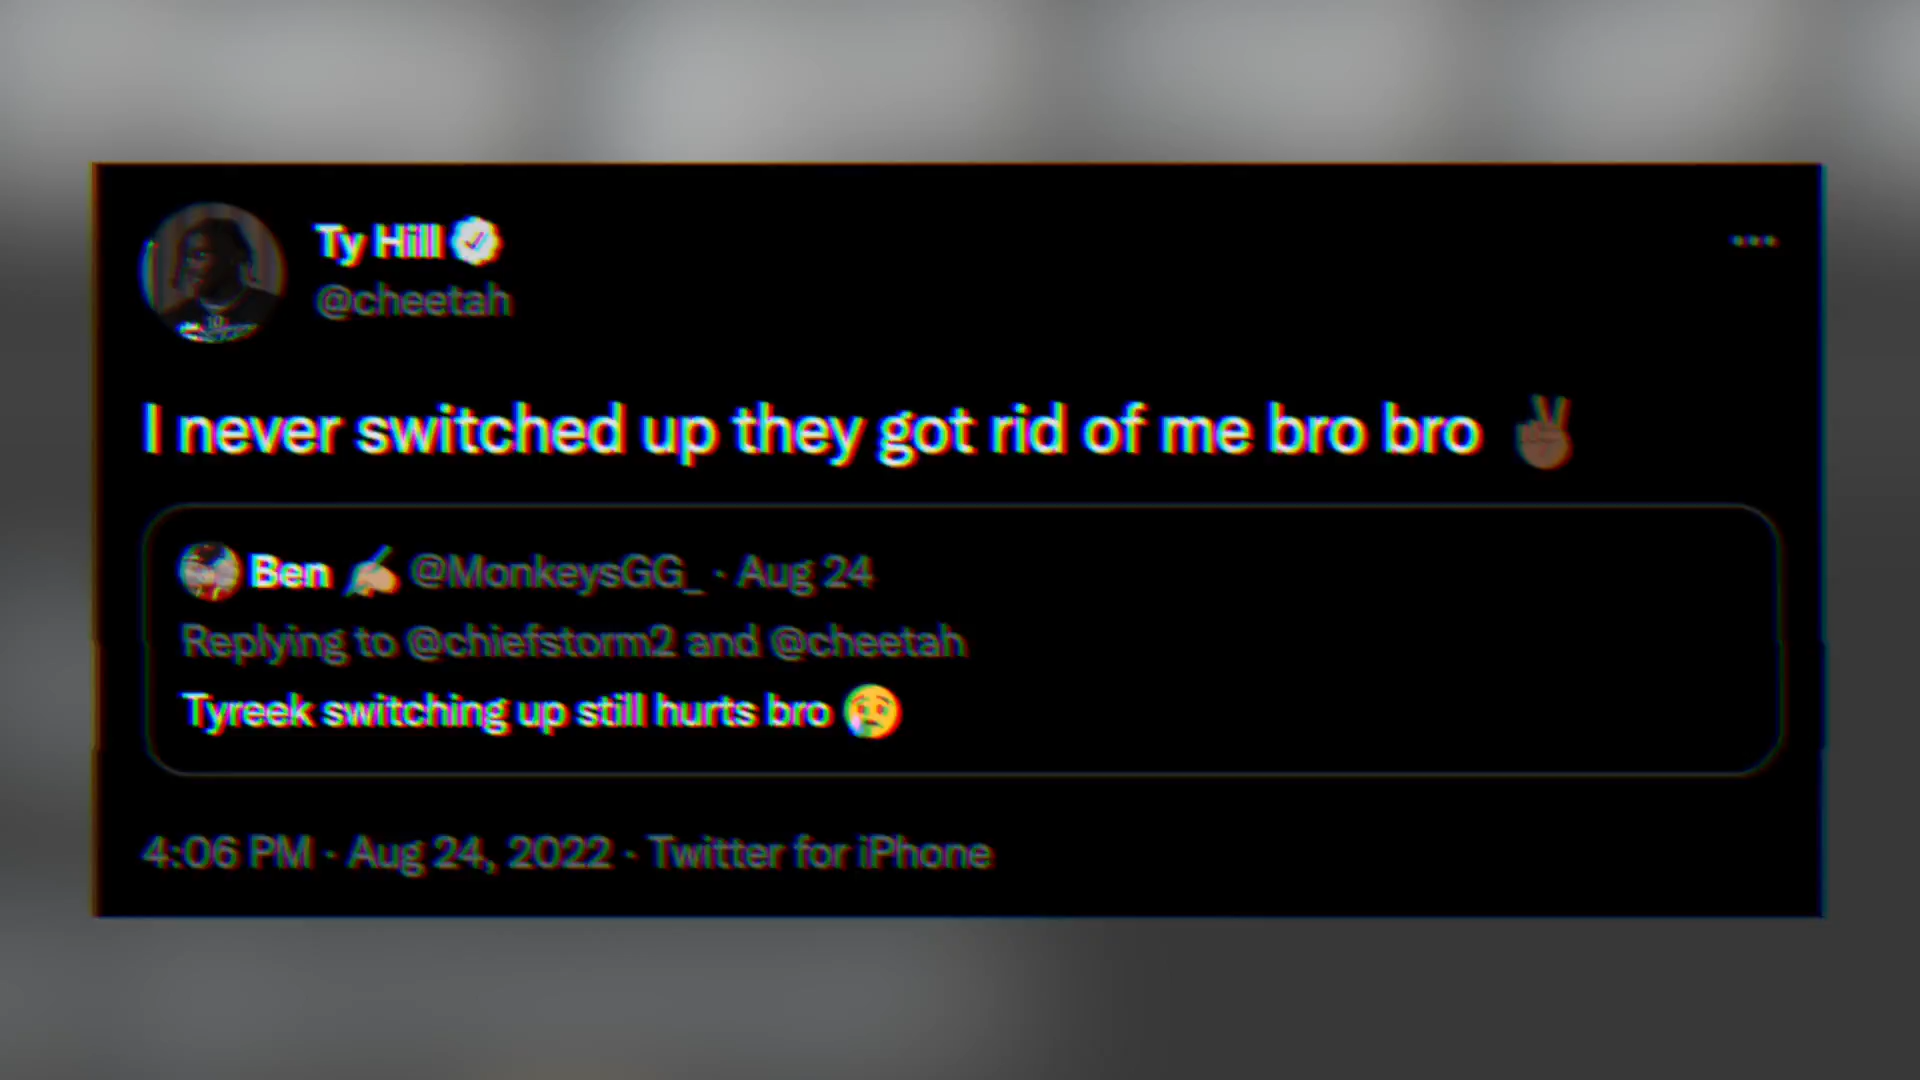 Ty Hill
@cheetah
I never switched up they got rid of me bro bro ✌🏾
Ben ✍🏼 @MonkeysGG_ · Aug 24
Replying to @chiefstorm2 and @cheetah
Tyreek switching up still hurts bro 😢
4:06 PM · Aug 24, 2022 · Twitter for iPhone